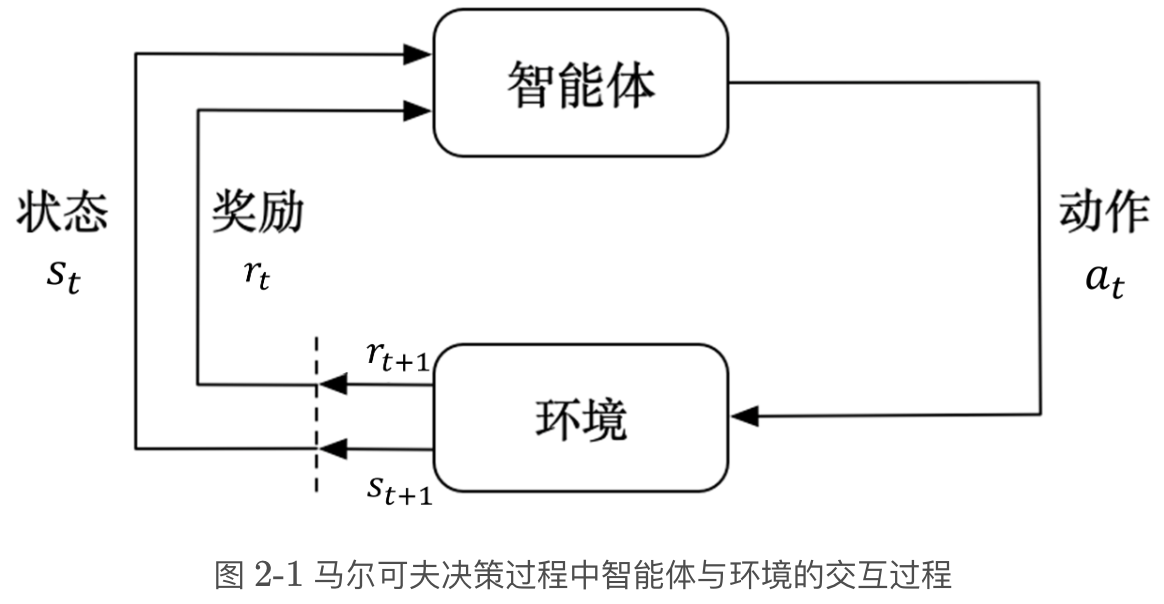 智能体
状态
奖励
动作
s_t
r_t
a_t
r_{t+1}
环境
s_{t+1}
图 2-1 马尔可夫决策过程中智能体与环境的交互过程